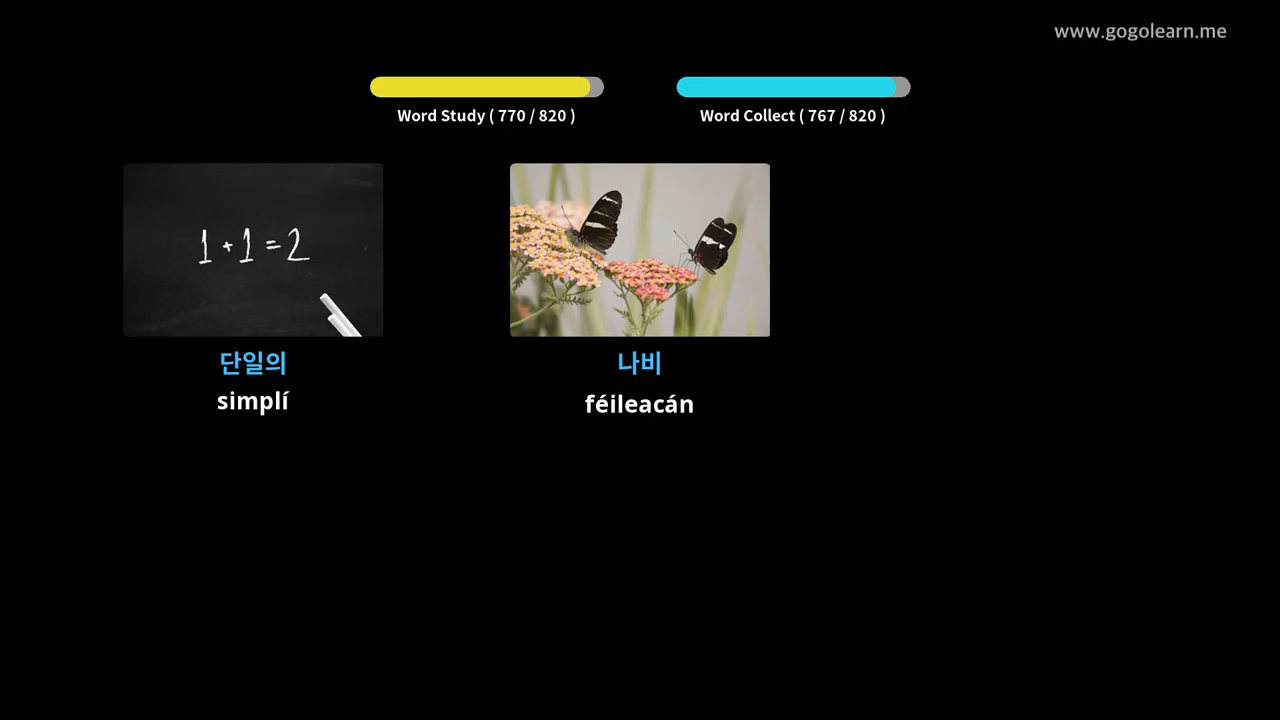 www.gogolearn.me
Word Study ( 770 / 820 )
Word Collect ( 767 / 820 )
1 + 1 = 2
단일의
simplí
나비
féileacán